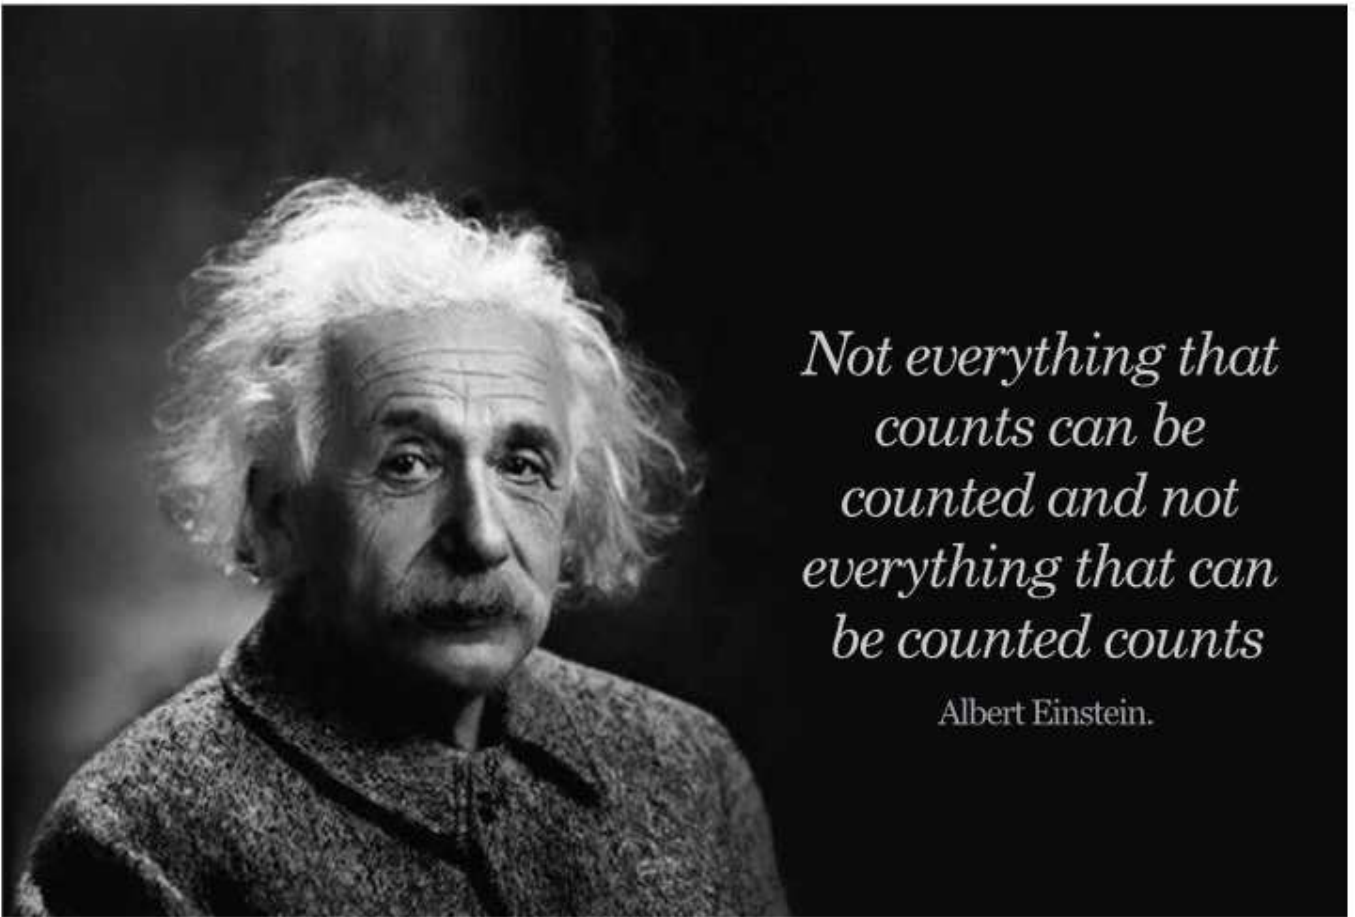 Not everything that
counts can be
counted and not
everything that can
be counted counts
Albert Einstein.